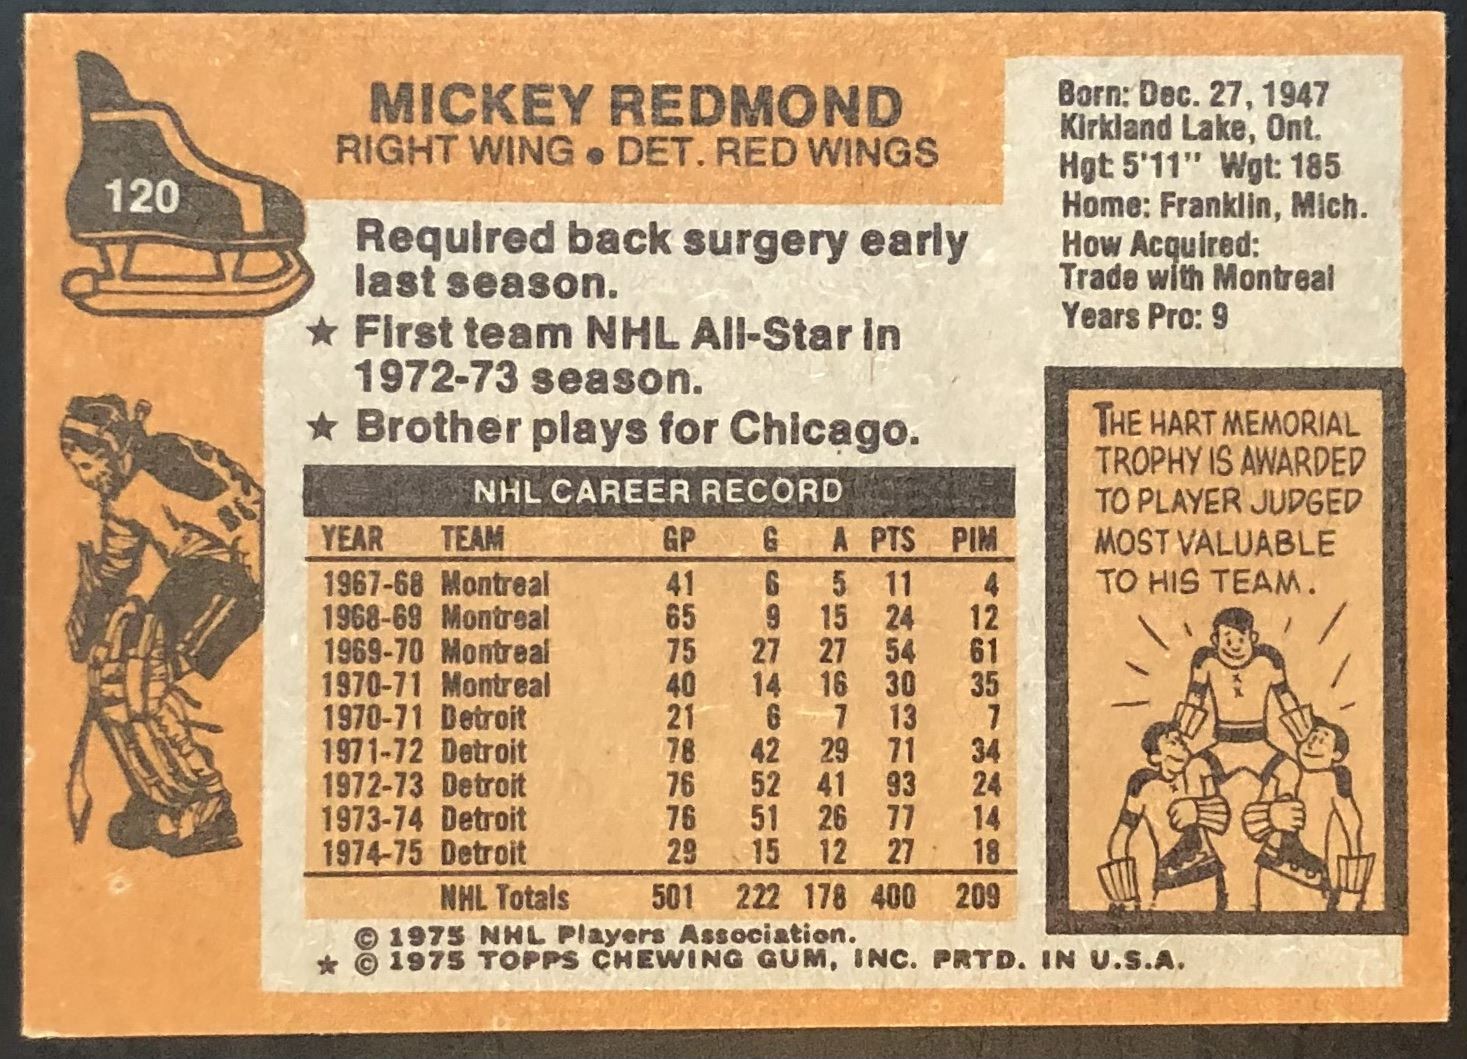 120
MICKEY REDMOND
RIGHT WING • DET. RED WINGS
Born: Dec. 27, 1947
Kirkland Lake, Ont.
Hgt: 5'11" Wgt: 185
Home: Franklin, Mich.
How Acquired:
Trade with Montreal
Years Pro: 9
Required back surgery early
last season.
★ First team NHL All-Star in
1972-73 season.
★ Brother plays for Chicago.
NHL CAREER RECORD
YEAR TEAM GP G A PTS PIM
1967-68 Montreal 41 6 5 11 4
1968-69 Montreal 65 9 15 24 12
1969-70 Montreal 75 27 27 54 61
1970-71 Montreal 40 14 16 30 35
1970-71 Detroit 21 6 7 13 7
1971-72 Detroit 78 42 29 71 34
1972-73 Detroit 76 52 41 93 24
1973-74 Detroit 76 51 26 77 14
1974-75 Detroit 29 15 12 27 18
NHL Totals 501 222 178 400 209
THE HART MEMORIAL
TROPHY IS AWARDED
TO PLAYER JUDGED
MOST VALUABLE
TO HIS TEAM.
© 1975 NHL Players Association.
★ © 1975 TOPPS CHEWING GUM, INC. PRTD. IN U.S.A.